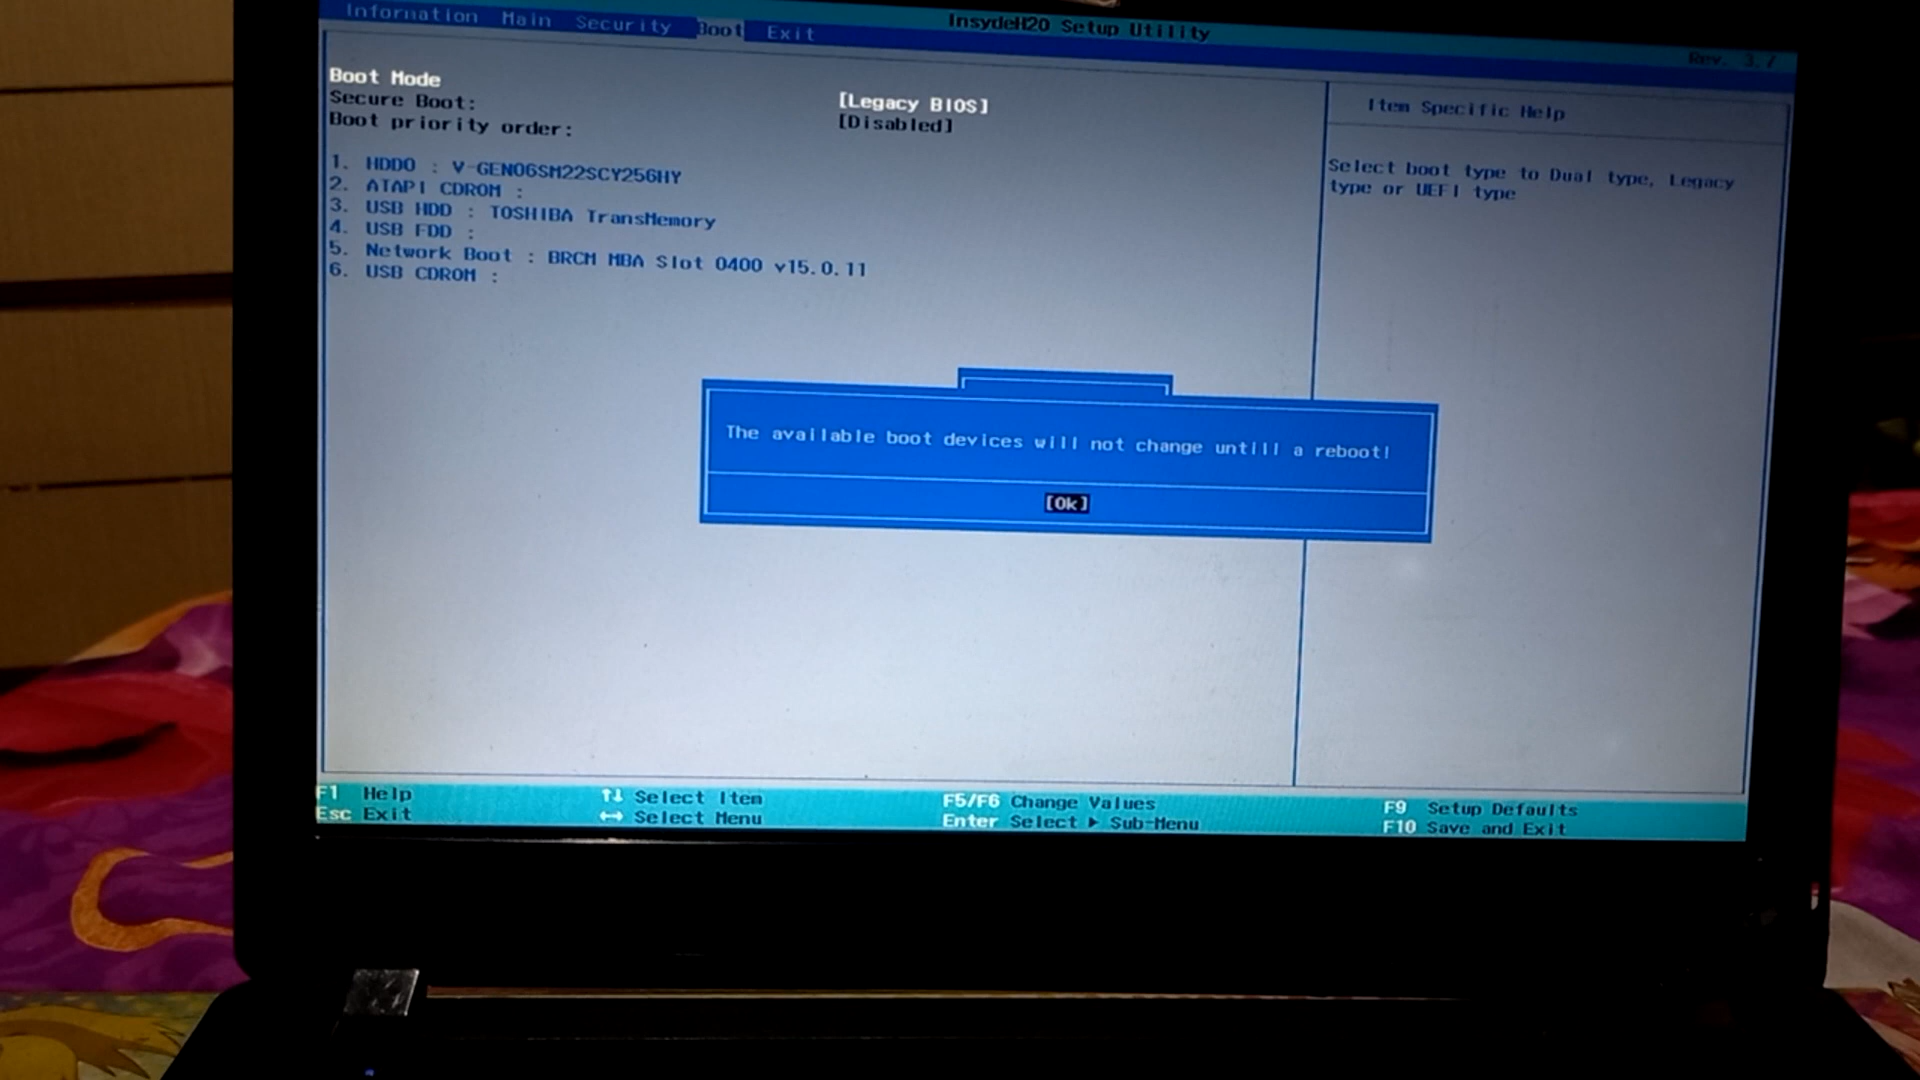 InsydeH20 Setup Utility
Rev. 3.7
Information Main Security Boot Exit
Boot Mode [Legacy BIOS]
Secure Boot: [Disabled]
Boot priority order:
1. HDD0 : V-GEN06SM22SCY256HY
2. ATAPI CDROM :
3. USB HDD : TOSHIBA TransMemory
4. USB FDD :
5. Network Boot : BRCM MBA Slot 0400 v15.0.11
6. USB CDROM :
Item Specific Help
Select boot type to Dual type, Legacy
type or UEFI type
The available boot devices will not change untill a reboot!
[Ok]
F1 Help ↑↓ Select Item F5/F6 Change Values F9 Setup Defaults
Esc Exit ↔ Select Menu Enter Select ▶ Sub-Menu F10 Save and Exit